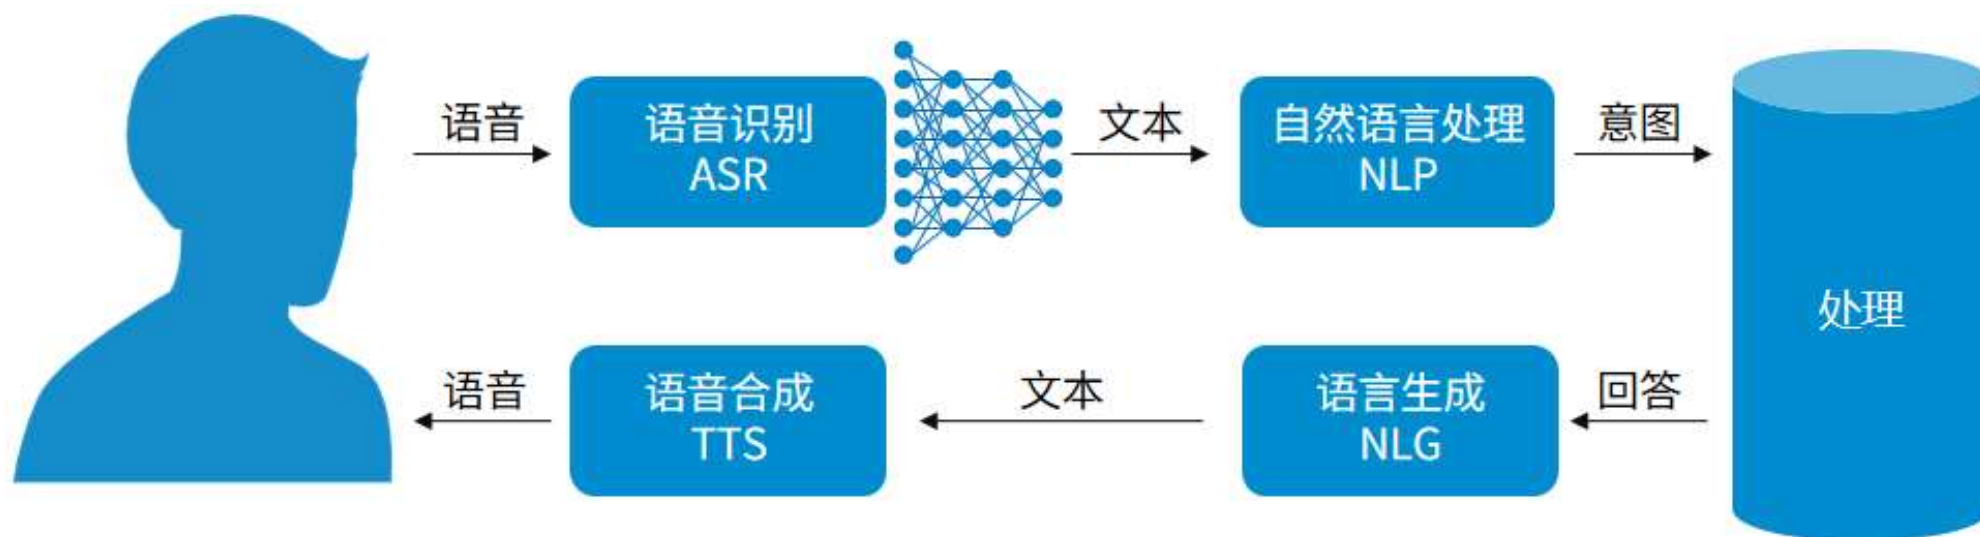 语音
语音识别
ASR
文本
自然语言处理
NLP
意图
处理
语音
语音合成
TTS
文本
语言生成
NLG
回答